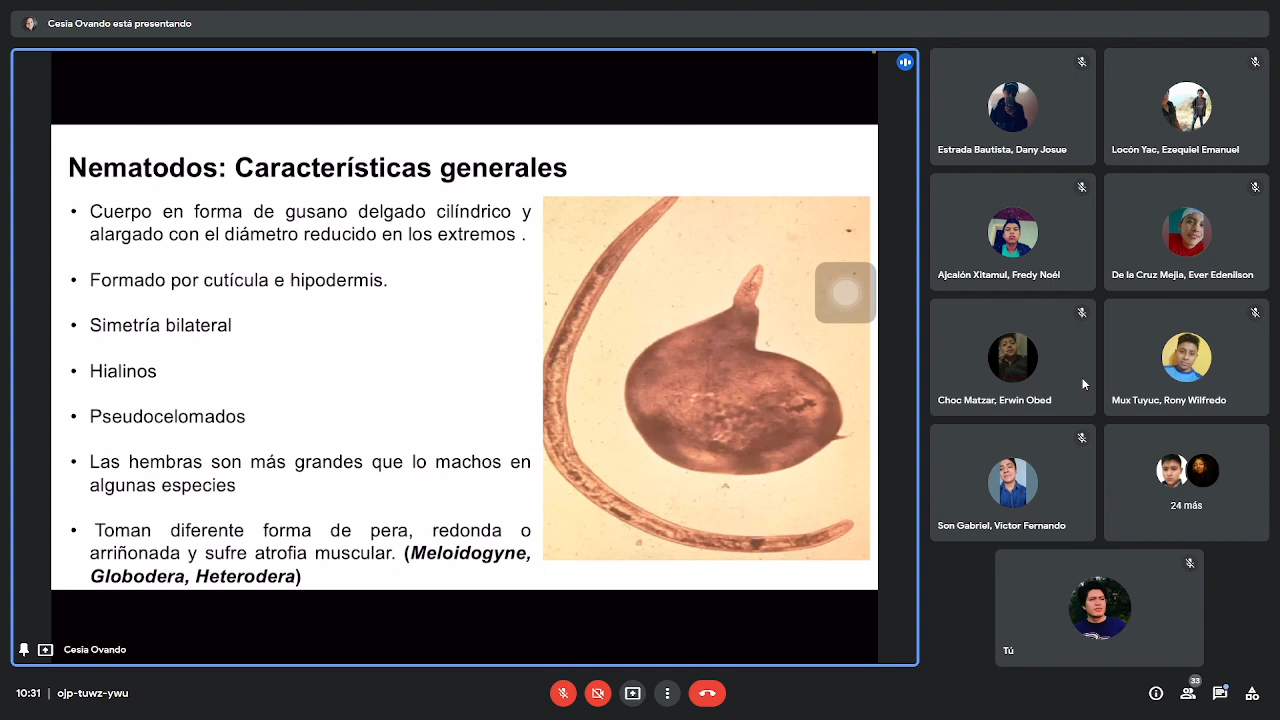 Cesia Ovando está presentando
Nematodos: Características generales
• Cuerpo en forma de gusano delgado cilíndrico y
alargado con el diámetro reducido en los extremos .
• Formado por cutícula e hipodermis.
• Simetría bilateral
• Hialinos
• Pseudocelomados
• Las hembras son más grandes que lo machos en
algunas especies
• Toman diferente forma de pera, redonda o
arriñonada y sufre atrofia muscular. (Meloidogyne,
Globodera, Heterodera)
Cesia Ovando
Estrada Bautista, Dany Josue
Locón Yac, Ezequiel Emanuel
Ajcalón Xitamul, Fredy Noél
De la Cruz Mejia, Ever Edenilson
Choc Matzar, Erwin Obed
Mux Tuyuc, Rony Wilfredo
Son Gabriel, Victor Fernando
24 más
Tú
10:31 | ojp-tuwz-ywu
33